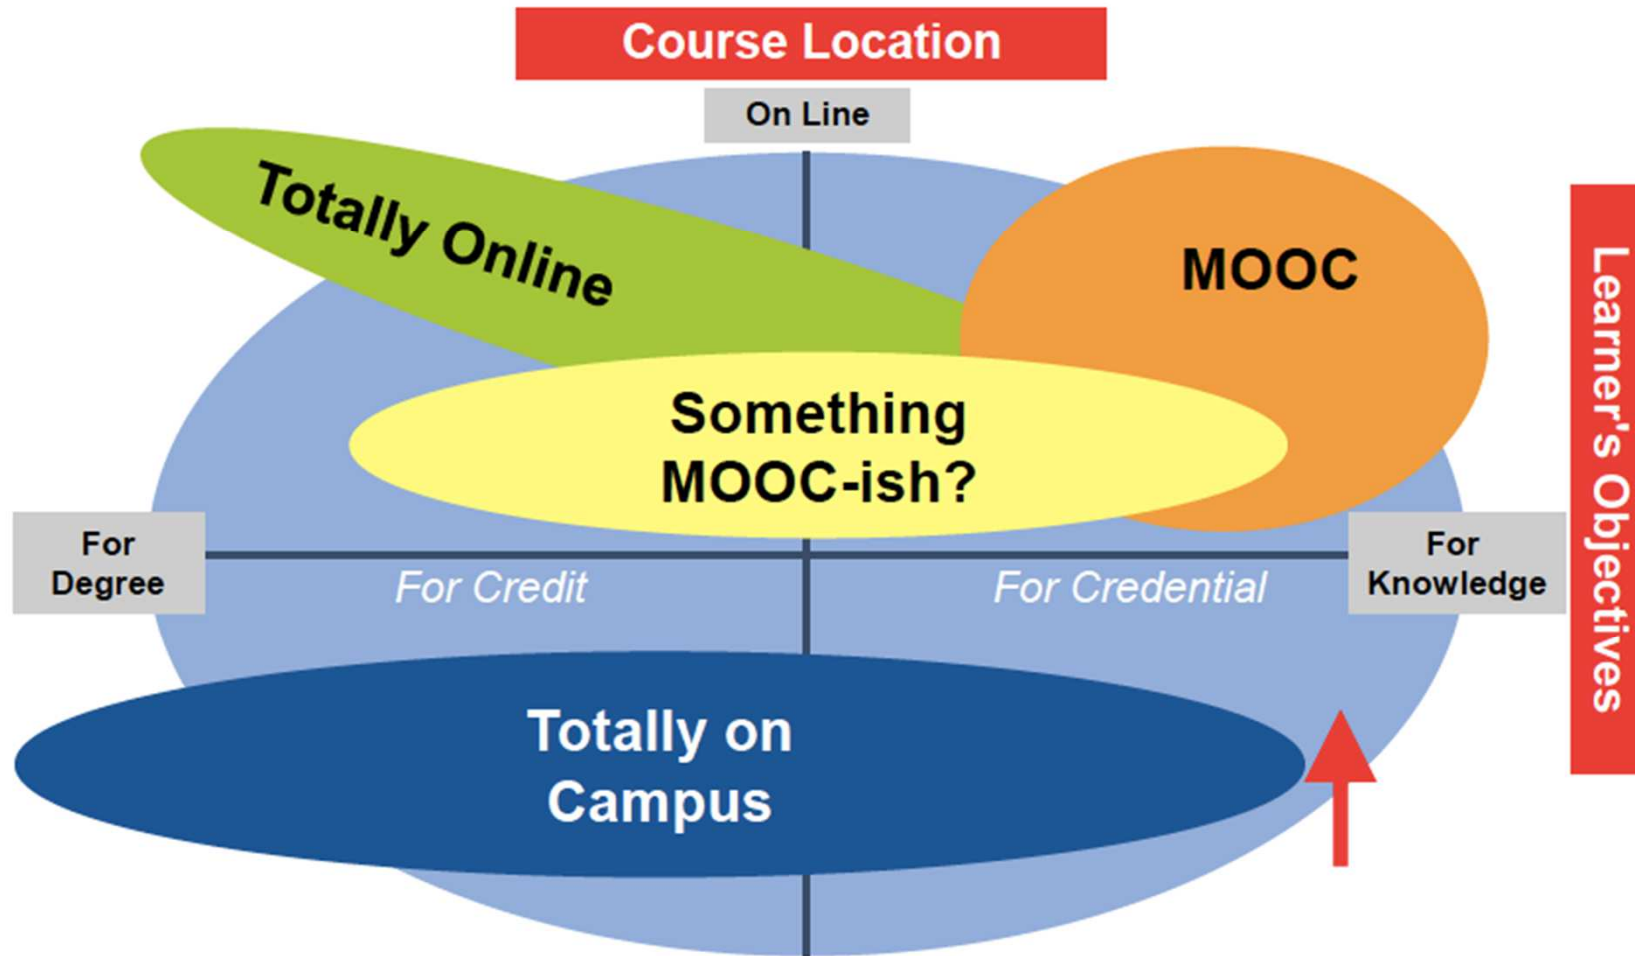 Course Location
On Line
Totally Online
MOOC
Something
MOOC-ish?
For
Degree
For Credit
For Credential
For
Knowledge
Learner's Objectives
Totally on
Campus